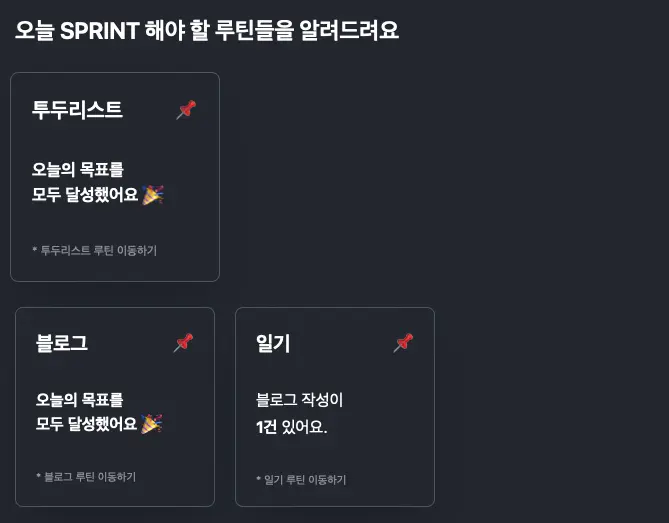 오늘 SPRINT 해야 할 루틴들을 알려드려요
투두리스트 📌
오늘의 목표를
모두 달성했어요 🎉
* 투두리스트 루틴 이동하기
블로그 📌
오늘의 목표를
모두 달성했어요 🎉
* 블로그 루틴 이동하기
일기 📌
블로그 작성이
1건 있어요.
* 일기 루틴 이동하기